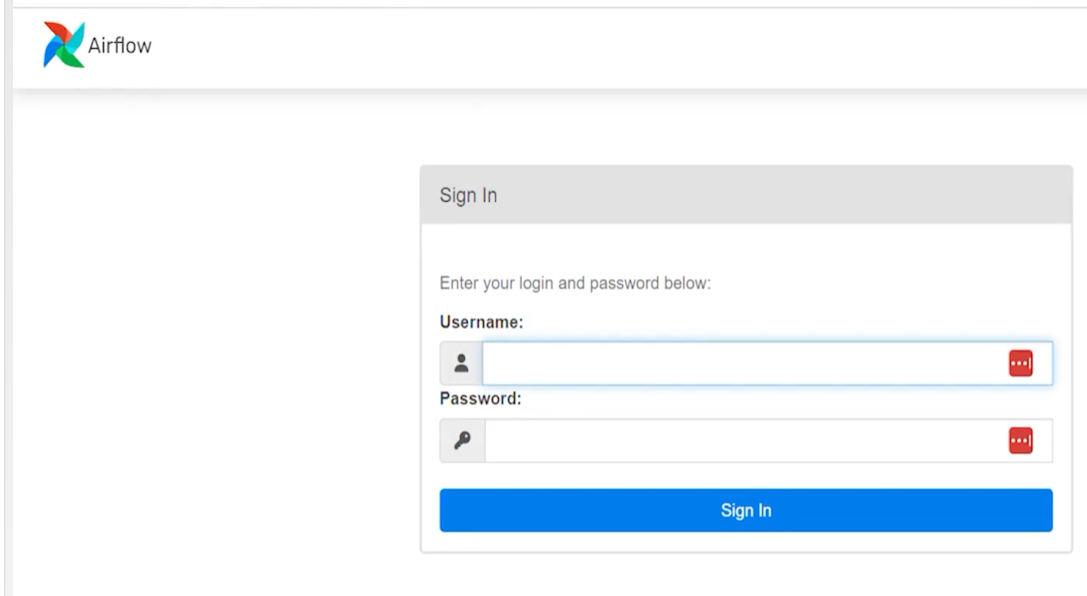 Airflow
Sign In
Enter your login and password below:
Username:
Password:
Sign In